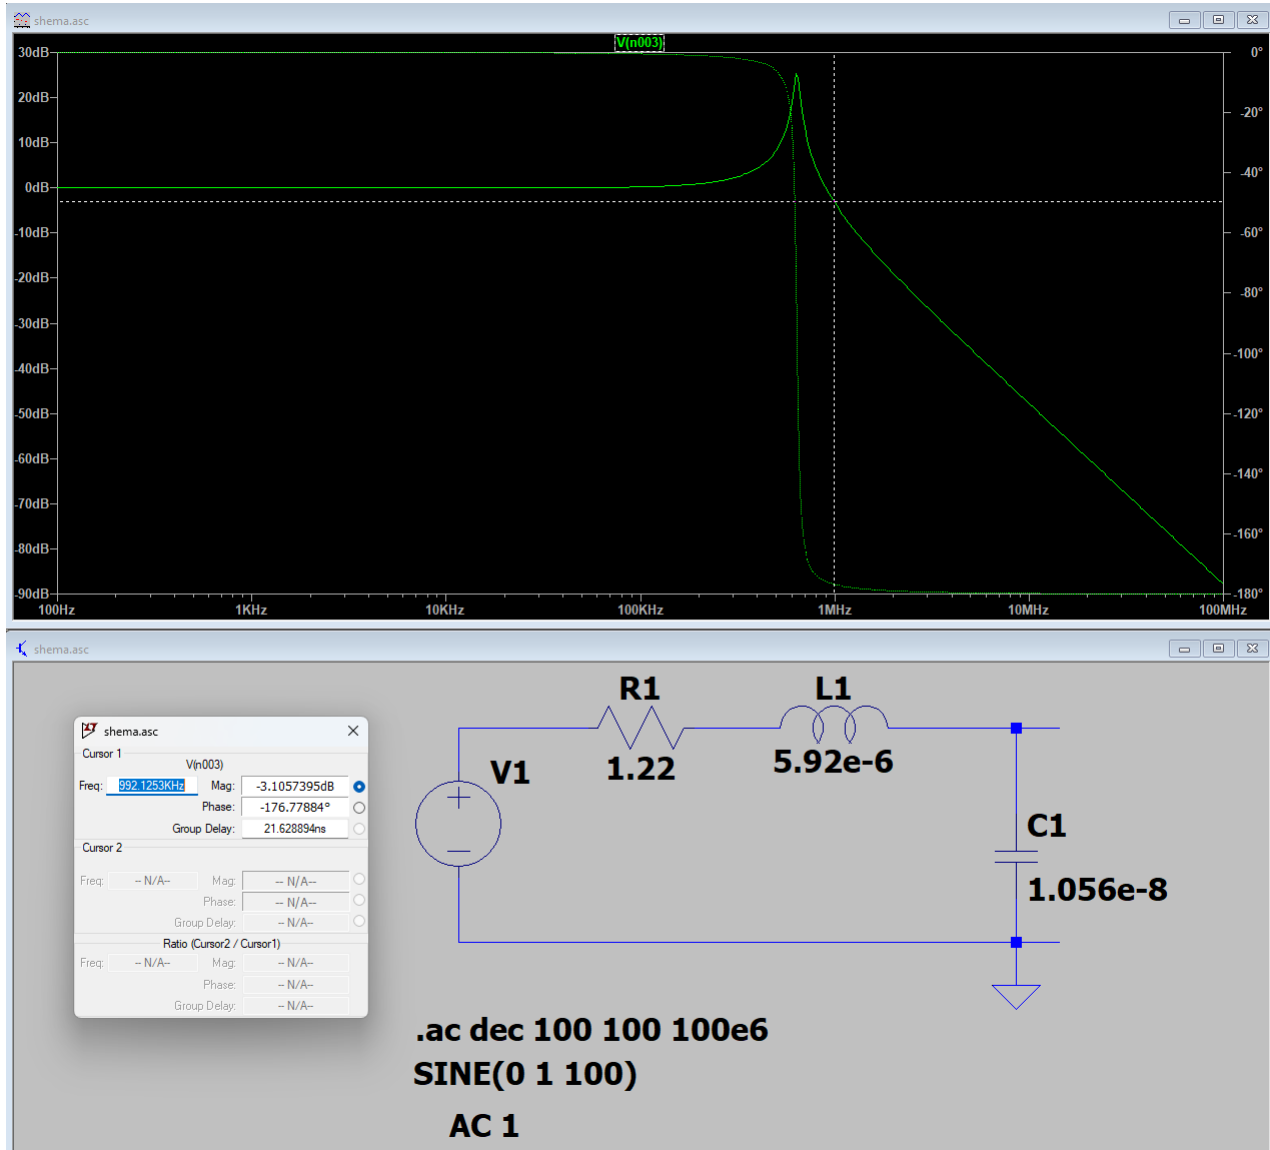 shema.asc
V(n003)
30dB
20dB
10dB
0dB
-10dB
-20dB
-30dB
-40dB
-50dB
-60dB
-70dB
-80dB
-90dB
0°
-20°
-40°
-60°
-80°
-100°
-120°
-140°
-160°
-180°
100Hz 1KHz 10KHz 100KHz 1MHz 10MHz 100MHz
shema.asc
shema.asc
Cursor 1
V(n003)
Freq: 992.1253KHz Mag: -3.1057395dB
Phase: -176.77884°
Group Delay: 21.628894ns
Cursor 2
Freq: -- N/A-- Mag: -- N/A--
Phase: -- N/A--
Group Delay: -- N/A--
Ratio (Cursor2 / Cursor1)
Freq: -- N/A-- Mag: -- N/A--
Phase: -- N/A--
Group Delay: -- N/A--
R1
1.22
L1
5.92e-6
V1
C1
1.056e-8
.ac dec 100 100 100e6
SINE(0 1 100)
AC 1